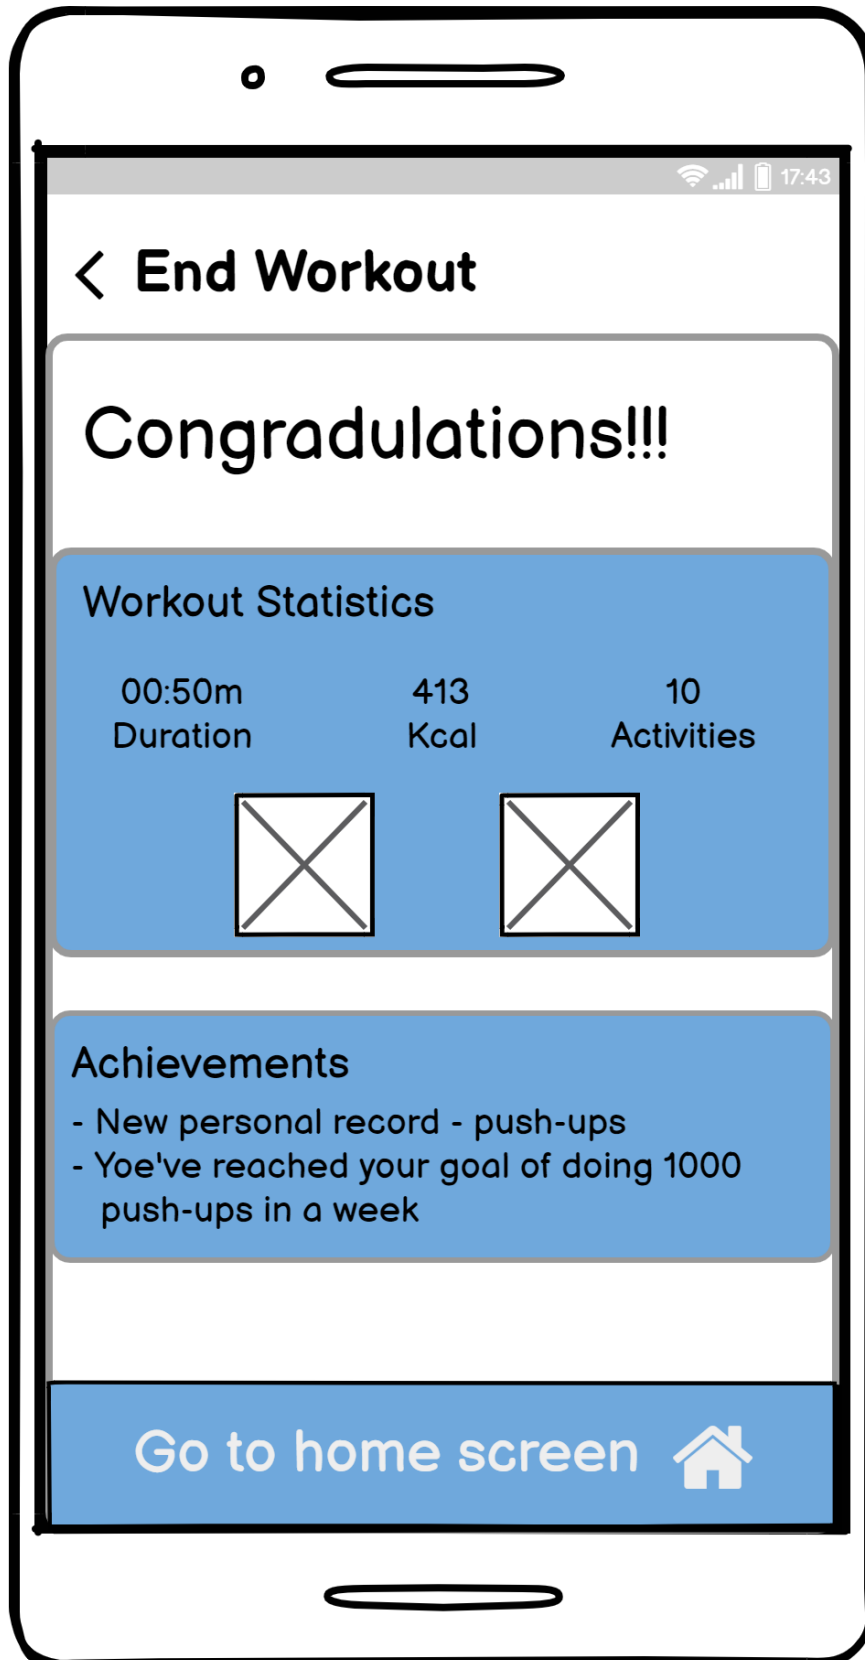 17:43
End Workout
Congradulations!!!
Workout Statistics
00:50m 413 10
Duration Kcal Activities
Achievements
- New personal record - push-ups
- Yoe've reached your goal of doing 1000
push-ups in a week
Go to home screen